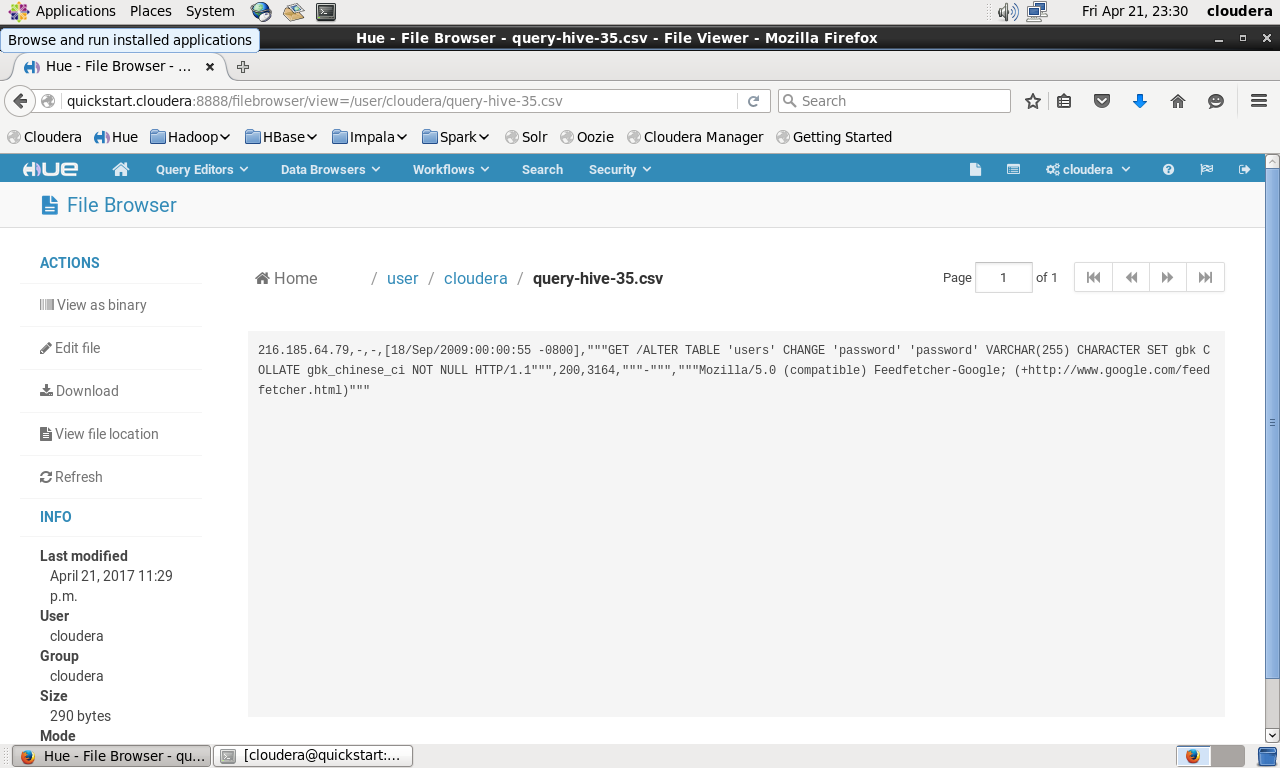 Applications Places System Fri Apr 21, 23:30 cloudera
Browse and run installed applications
Hue - File Browser - query-hive-35.csv - File Viewer - Mozilla Firefox
Hue - File Browser - ...
quickstart.cloudera:8888/filebrowser/view=/user/cloudera/query-hive-35.csv Search
Cloudera Hue Hadoop HBase Impala Spark Solr Oozie Cloudera Manager Getting Started
HUE Query Editors Data Browsers Workflows Search Security cloudera
File Browser
ACTIONS
View as binary
Edit file
Download
View file location
Refresh
INFO
Last modified
April 21, 2017 11:29
p.m.
User
cloudera
Group
cloudera
Size
290 bytes
Mode
Home / user / cloudera / query-hive-35.csv Page 1 of 1
216.185.64.79,-,-,[18/Sep/2009:00:00:55 -0800],"""GET /ALTER TABLE 'users' CHANGE 'password' 'password' VARCHAR(255) CHARACTER SET gbk C
OLLATE gbk_chinese_ci NOT NULL HTTP/1.1""",200,3164,"""-""","""Mozilla/5.0 (compatible) Feedfetcher-Google; (+http://www.google.com/feed
fetcher.html)"""
Hue - File Browser - qu... [cloudera@quickstart:...